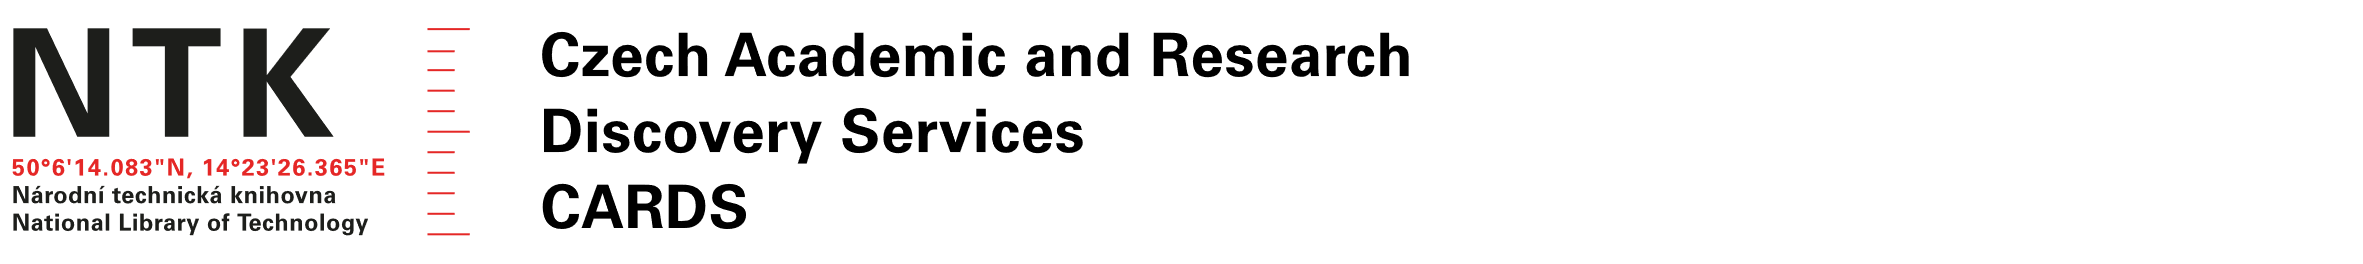 NTK
50°6'14.083"N, 14°23'26.365"E
Národní technická knihovna
National Library of Technology
Czech Academic and Research
Discovery Services
CARDS